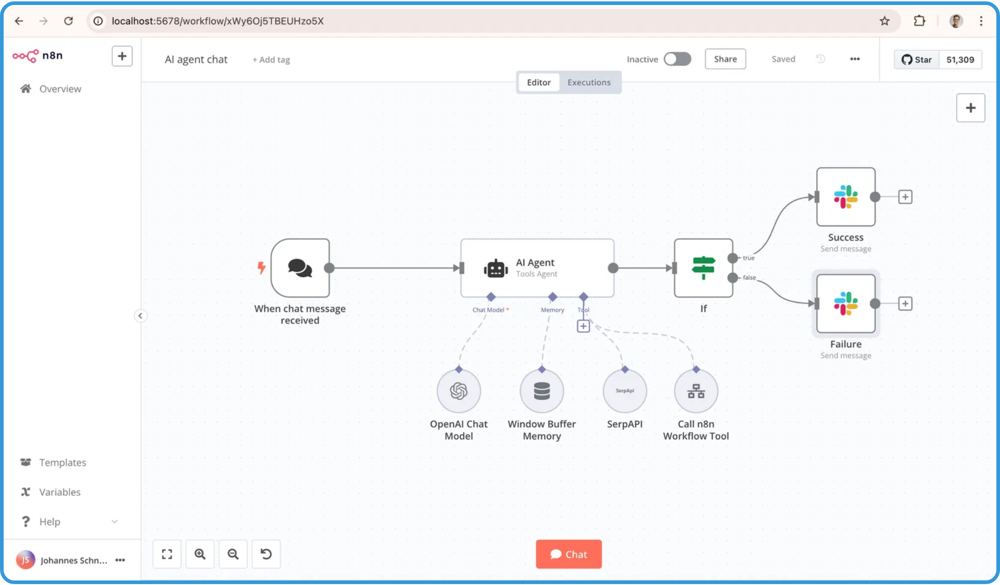 localhost:5678/workflow/xWy6Oj5TBEUHzo5X
n8n
AI agent chat
+ Add tag
Inactive
Share
Saved
Star
51,309
Editor
Executions
Overview
Success
Send message
AI Agent
Tools Agent
true
false
When chat message
received
Chat Model *
Memory
Tool
If
Failure
Send message
SerpApi
OpenAI Chat
Model
Window Buffer
Memory
SerpAPI
Call n8n
Workflow Tool
Templates
Variables
Help
JS
Johannes Schn...
Chat